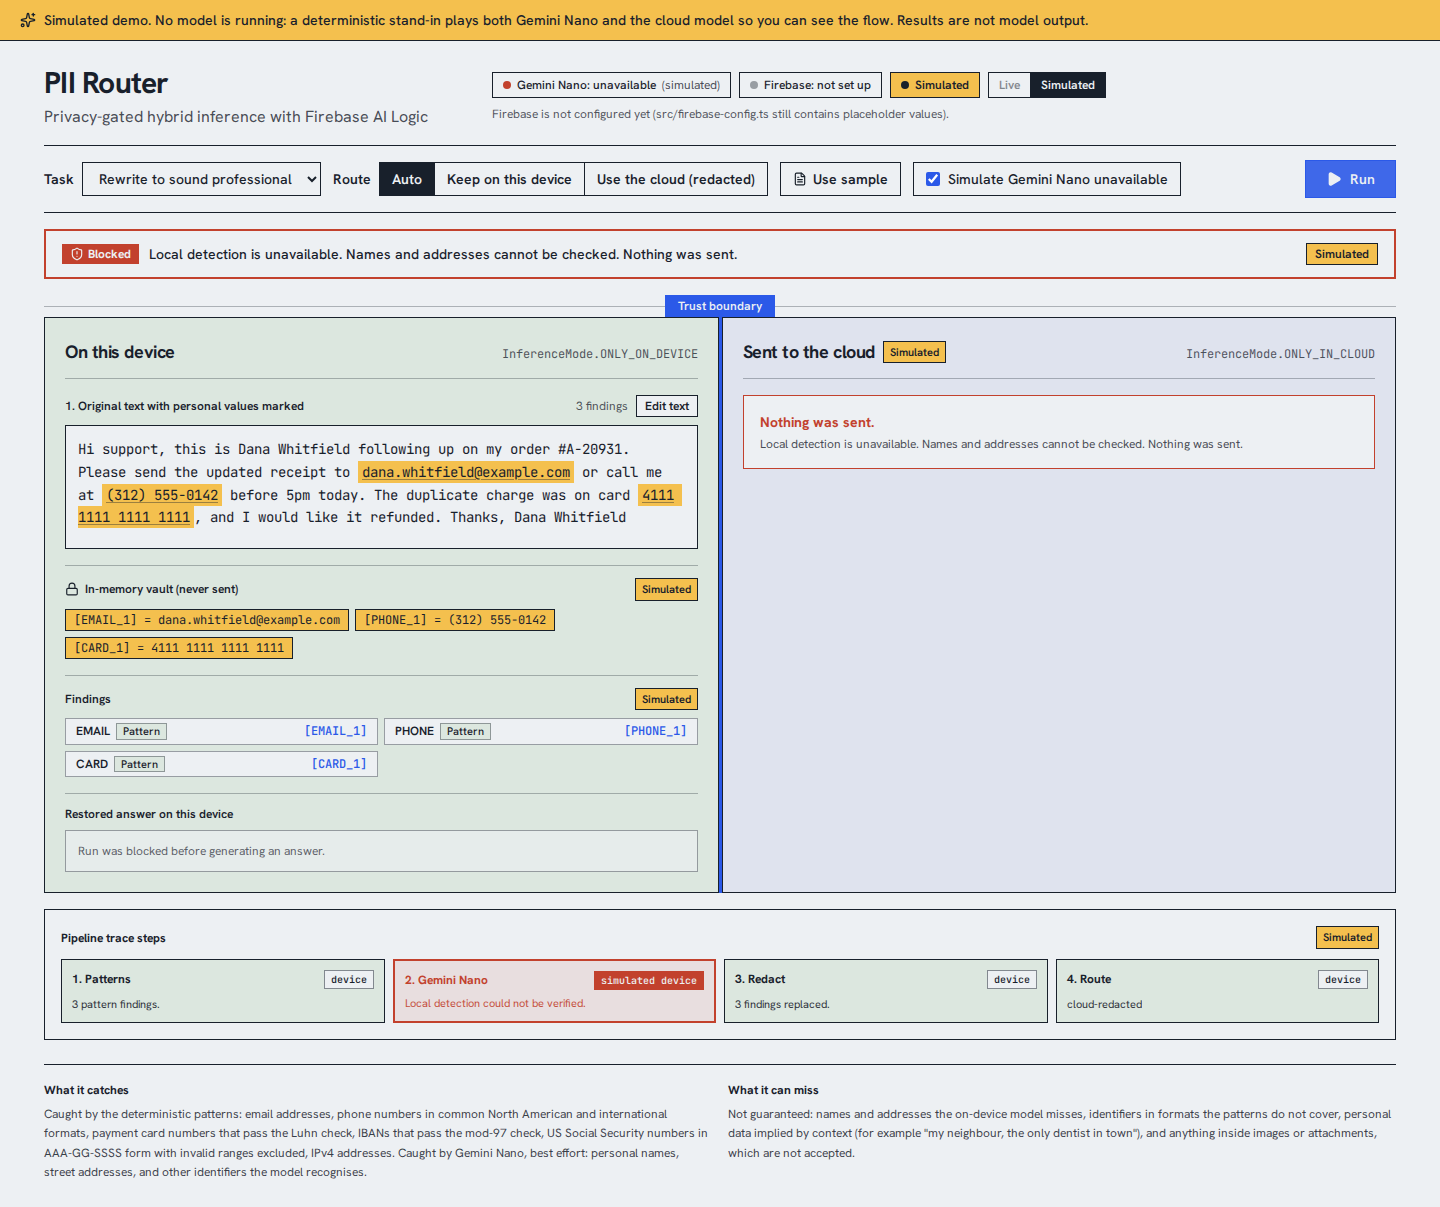 Simulated demo. No model is running: a deterministic stand-in plays both Gemini Nano and the cloud model so you can see the flow. Results are not model output.
PII Router
Privacy-gated hybrid inference with Firebase AI Logic
Gemini Nano: unavailable (simulated)
Firebase: not set up
Simulated
Live
Simulated
Firebase is not configured yet (src/firebase-config.ts still contains placeholder values).
Task
Rewrite to sound professional
Route
Auto
Keep on this device
Use the cloud (redacted)
Use sample
Simulate Gemini Nano unavailable
Run
Blocked
Local detection is unavailable. Names and addresses cannot be checked. Nothing was sent.
Simulated
Trust boundary
On this device
InferenceMode.ONLY_ON_DEVICE
1. Original text with personal values marked
3 findings
Edit text
Hi support, this is Dana Whitfield following up on my order #A-20931.
Please send the updated receipt to dana.whitfield@example.com or call me
at (312) 555-0142 before 5pm today. The duplicate charge was on card 4111
1111 1111 1111, and I would like it refunded. Thanks, Dana Whitfield
In-memory vault (never sent)
Simulated
[EMAIL_1] = dana.whitfield@example.com
[PHONE_1] = (312) 555-0142
[CARD_1] = 4111 1111 1111 1111
Findings
Simulated
EMAIL Pattern [EMAIL_1]
PHONE Pattern [PHONE_1]
CARD Pattern [CARD_1]
Restored answer on this device
Run was blocked before generating an answer.
Sent to the cloud
Simulated
InferenceMode.ONLY_IN_CLOUD
Nothing was sent.
Local detection is unavailable. Names and addresses cannot be checked. Nothing was sent.
Pipeline trace steps
Simulated
1. Patterns
device
3 pattern findings.
2. Gemini Nano
simulated device
Local detection could not be verified.
3. Redact
device
3 findings replaced.
4. Route
device
cloud-redacted
What it catches
Caught by the deterministic patterns: email addresses, phone numbers in common North American and international
formats, payment card numbers that pass the Luhn check, IBANs that pass the mod-97 check, US Social Security numbers in
AAA-GG-SSSS form with invalid ranges excluded, IPv4 addresses. Caught by Gemini Nano, best effort: personal names,
street addresses, and other identifiers the model recognises.
What it can miss
Not guaranteed: names and addresses the on-device model misses, identifiers in formats the patterns do not cover, personal
data implied by context (for example "my neighbour, the only dentist in town"), and anything inside images or attachments,
which are not accepted.